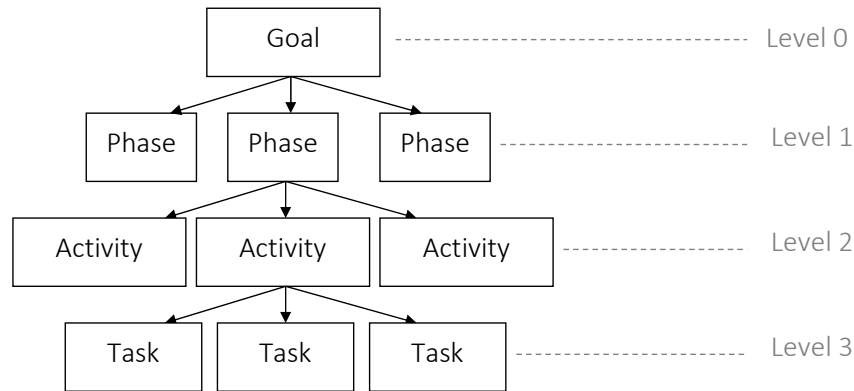 Goal Level 0
Phase Phase Phase Level 1
Activity Activity Activity Level 2
Task Task Task Level 3